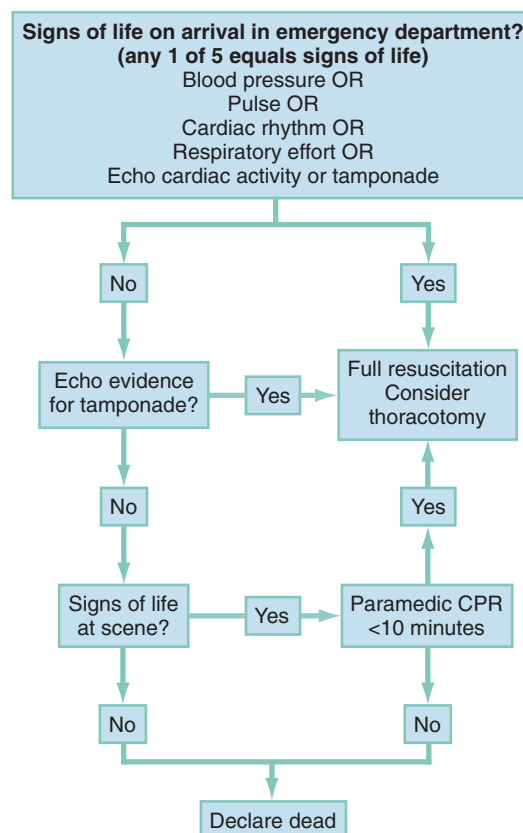 Signs of life on arrival in emergency department?
(any 1 of 5 equals signs of life)
Blood pressure OR
Pulse OR
Cardiac rhythm OR
Respiratory effort OR
Echo cardiac activity or tamponade
No
Yes
Echo evidence
for tamponade?
Yes
Full resuscitation
Consider
thoracotomy
No
Yes
Signs of life
at scene?
Yes
Paramedic CPR
<10 minutes
No
No
Declare dead